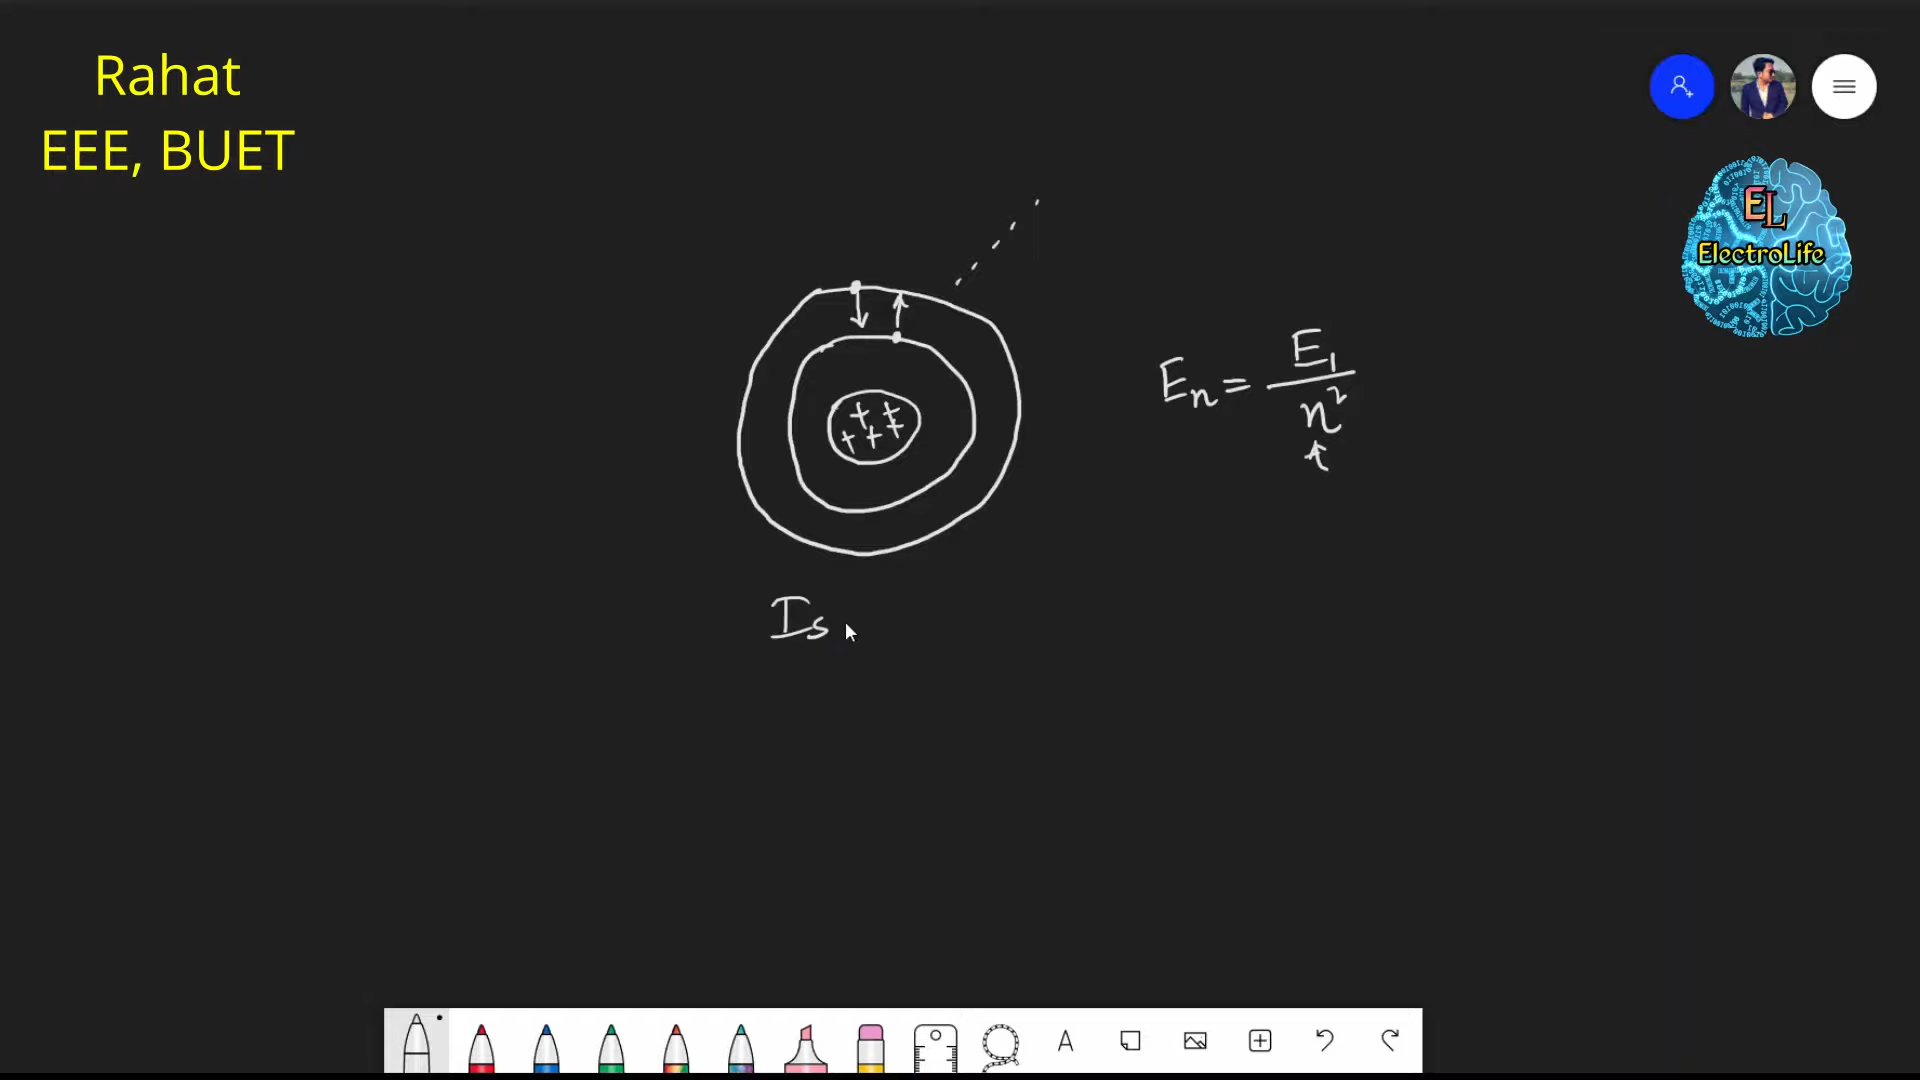 Rahat
EEE, BUET
EL
ElectroLife
+ +
+ + +
E₁
Eₙ = ―
n²
Is
A